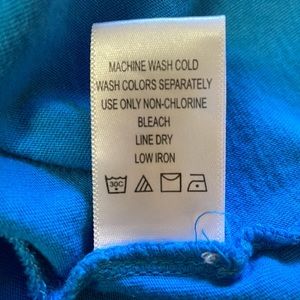 MACHINE WASH COLD
WASH COLORS SEPARATELY
USE ONLY NON-CHLORINE
BLEACH
LINE DRY
LOW IRON
30C